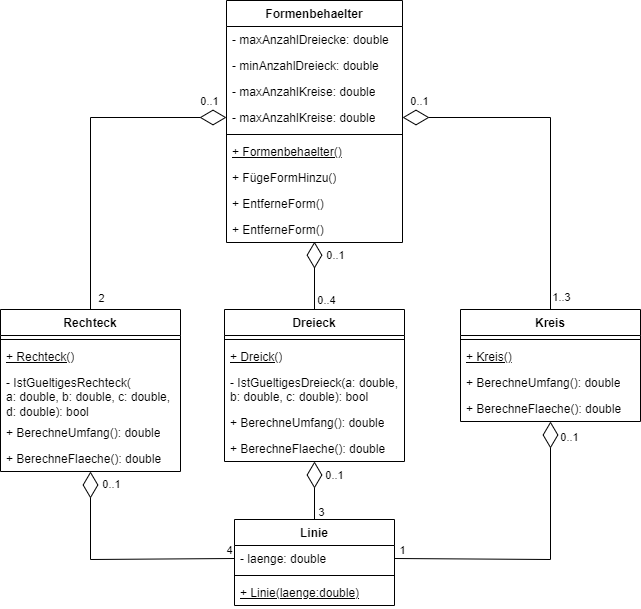 Formenbehaelter
- maxAnzahlDreiecke: double
- minAnzahlDreieck: double
- maxAnzahlKreise: double
- maxAnzahlKreise: double
+ Formenbehaelter()
+ FügeFormHinzu()
+ EntferneForm()
+ EntferneForm()
0..1
0..1
0..1
2
0..4
1..3
Rechteck
+ Rechteck()
- IstGueltigesRechteck(
a: double, b: double, c: double,
d: double): bool
+ BerechneUmfang(): double
+ BerechneFlaeche(): double
0..1
Dreieck
+ Dreick()
- IstGueltigesDreieck(a: double,
b: double, c: double): bool
+ BerechneUmfang(): double
+ BerechneFlaeche(): double
0..1
Kreis
+ Kreis()
+ BerechneUmfang(): double
+ BerechneFlaeche(): double
0..1
4
3
1
Linie
- laenge: double
+ Linie(laenge:double)